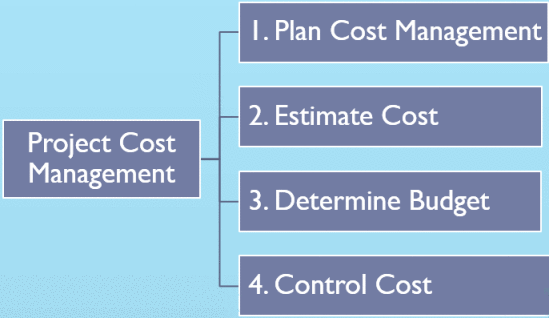 Project Cost
Management
1. Plan Cost Management
2. Estimate Cost
3. Determine Budget
4. Control Cost